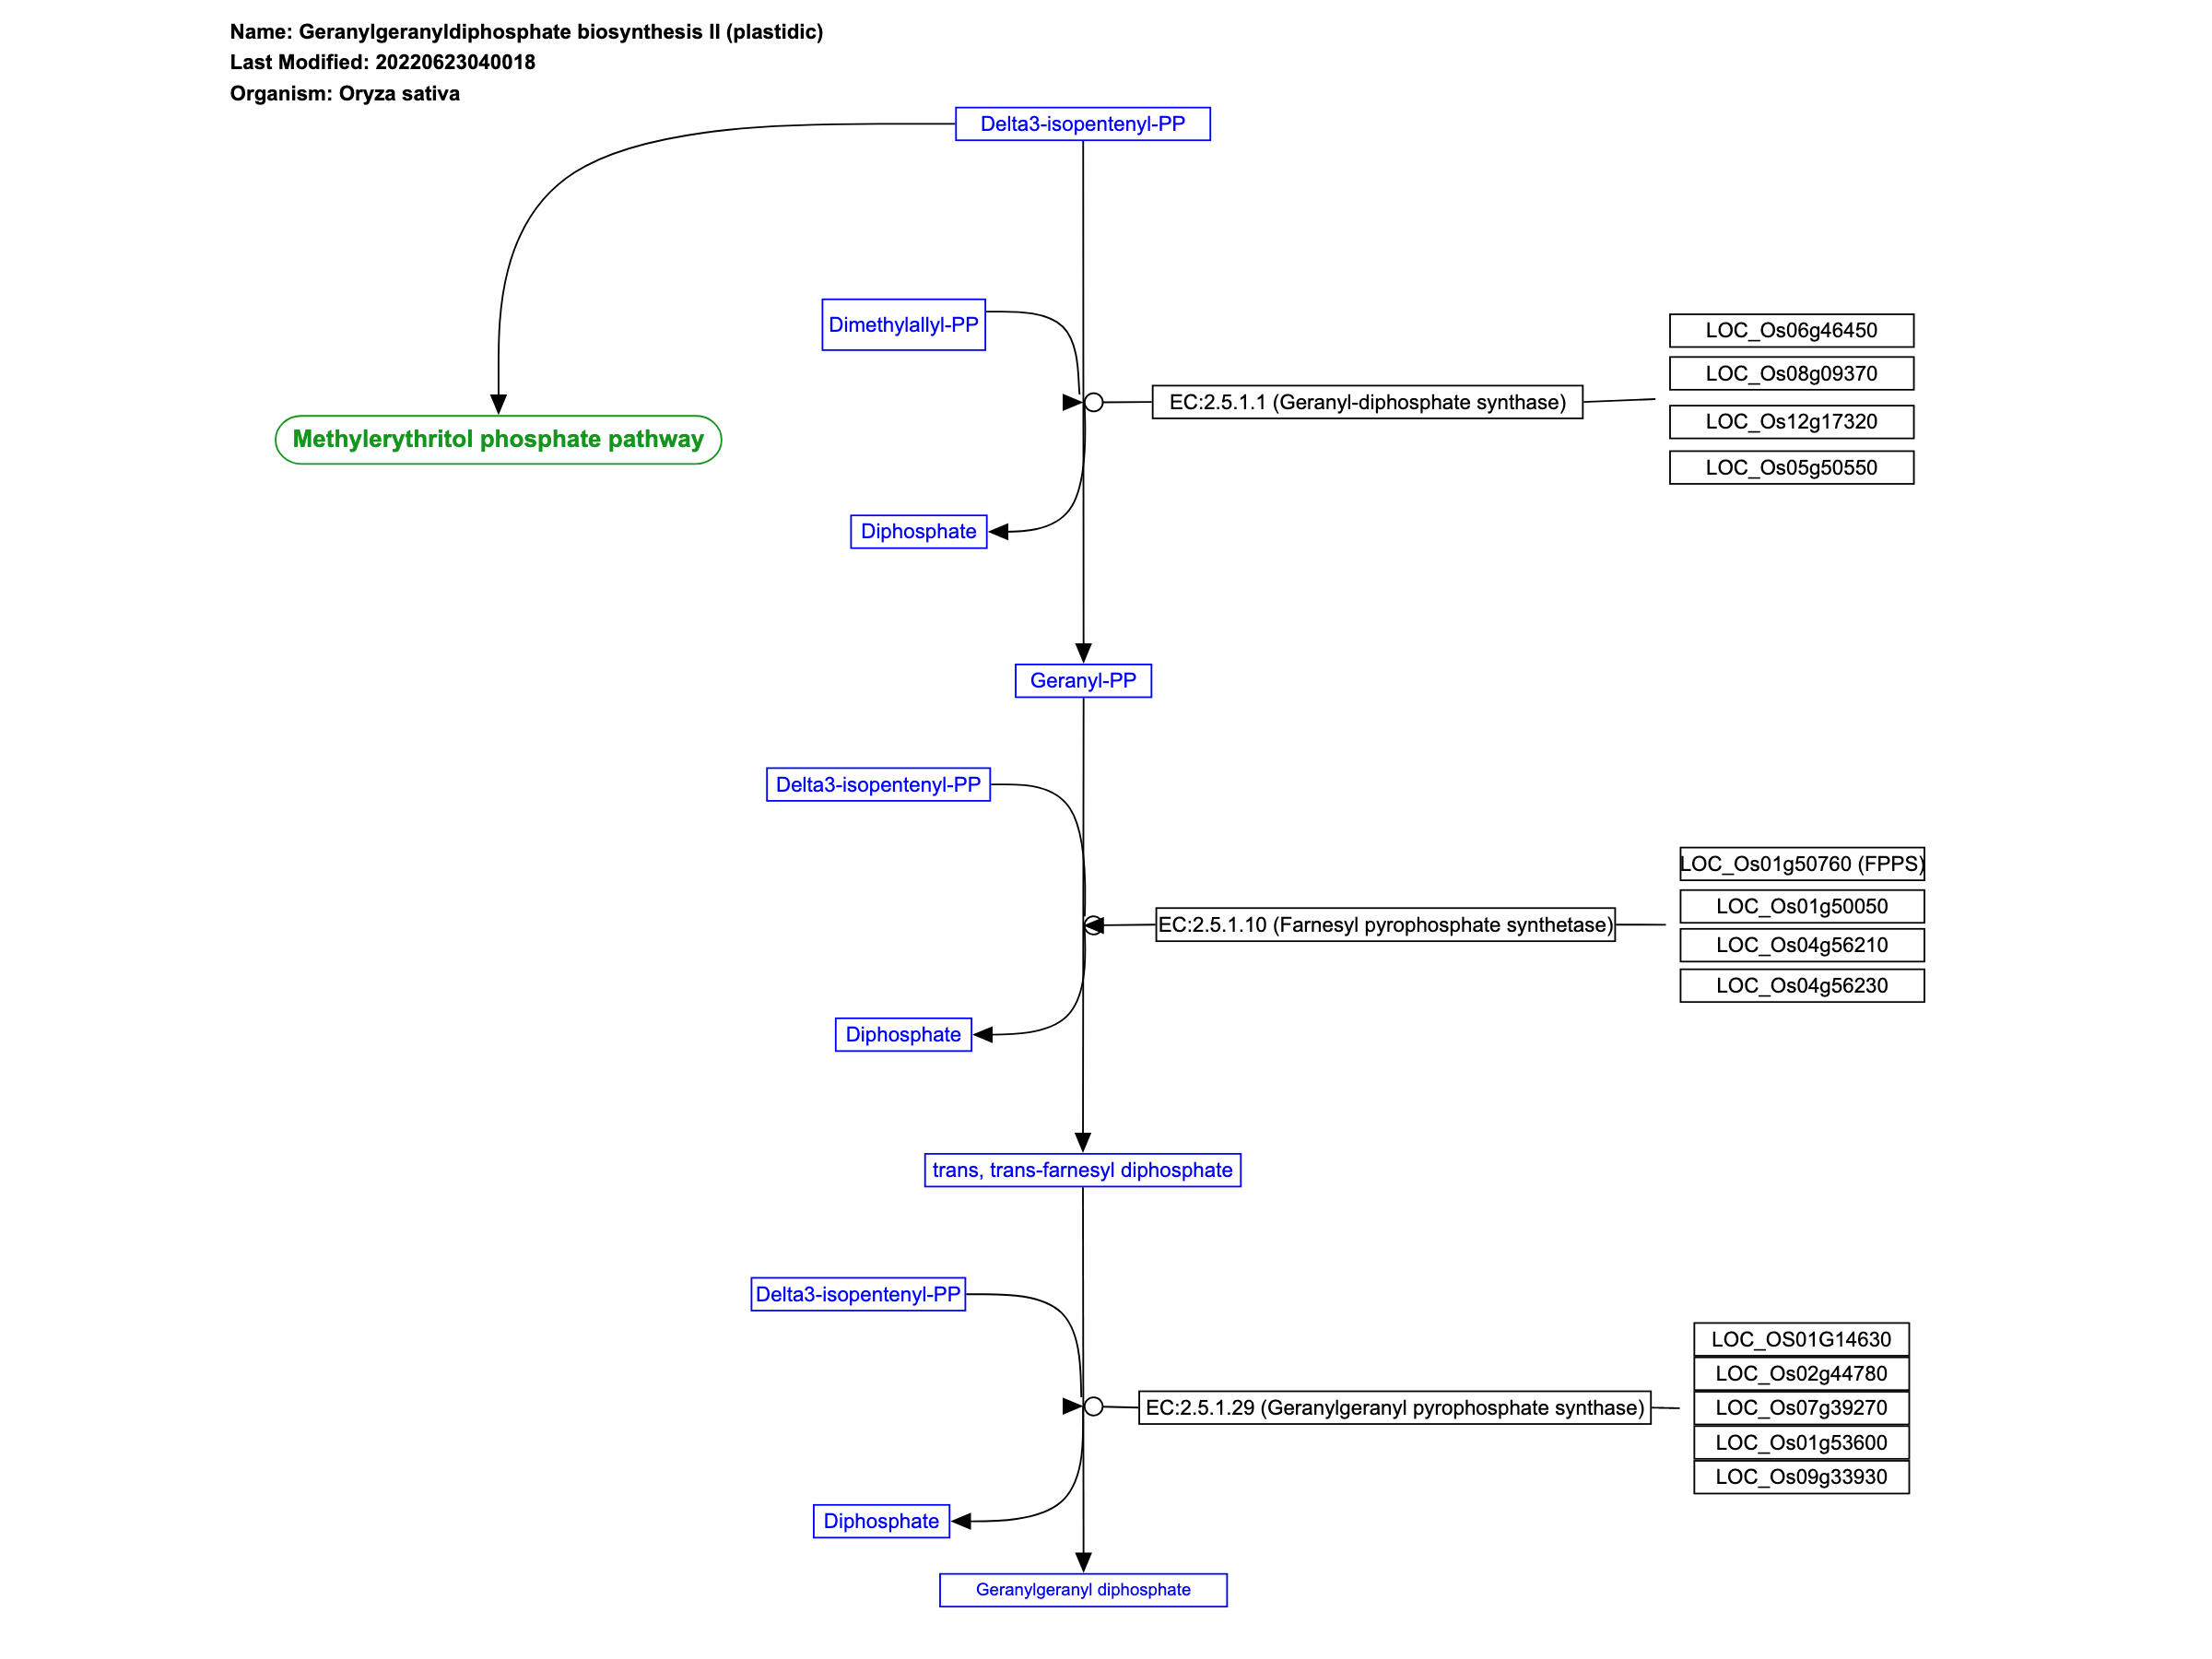 Name: Geranylgeranyldiphosphate biosynthesis II (plastidic)
Last Modified: 20220623040018
Organism: Oryza sativa
Delta3-isopentenyl-PP
Dimethylallyl-PP
LOC_Os06g46450
LOC_Os08g09370
EC:2.5.1.1 (Geranyl-diphosphate synthase)
LOC_Os12g17320
Methylerythritol phosphate pathway
LOC_Os05g50550
Diphosphate
Geranyl-PP
Delta3-isopentenyl-PP
LOC_Os01g50760 (FPPS)
LOC_Os01g50050
EC:2.5.1.10 (Farnesyl pyrophosphate synthetase)
LOC_Os04g56210
LOC_Os04g56230
Diphosphate
trans, trans-farnesyl diphosphate
Delta3-isopentenyl-PP
LOC_OS01G14630
LOC_Os02g44780
EC:2.5.1.29 (Geranylgeranyl pyrophosphate synthase)
LOC_Os07g39270
LOC_Os01g53600
LOC_Os09g33930
Diphosphate
Geranylgeranyl diphosphate